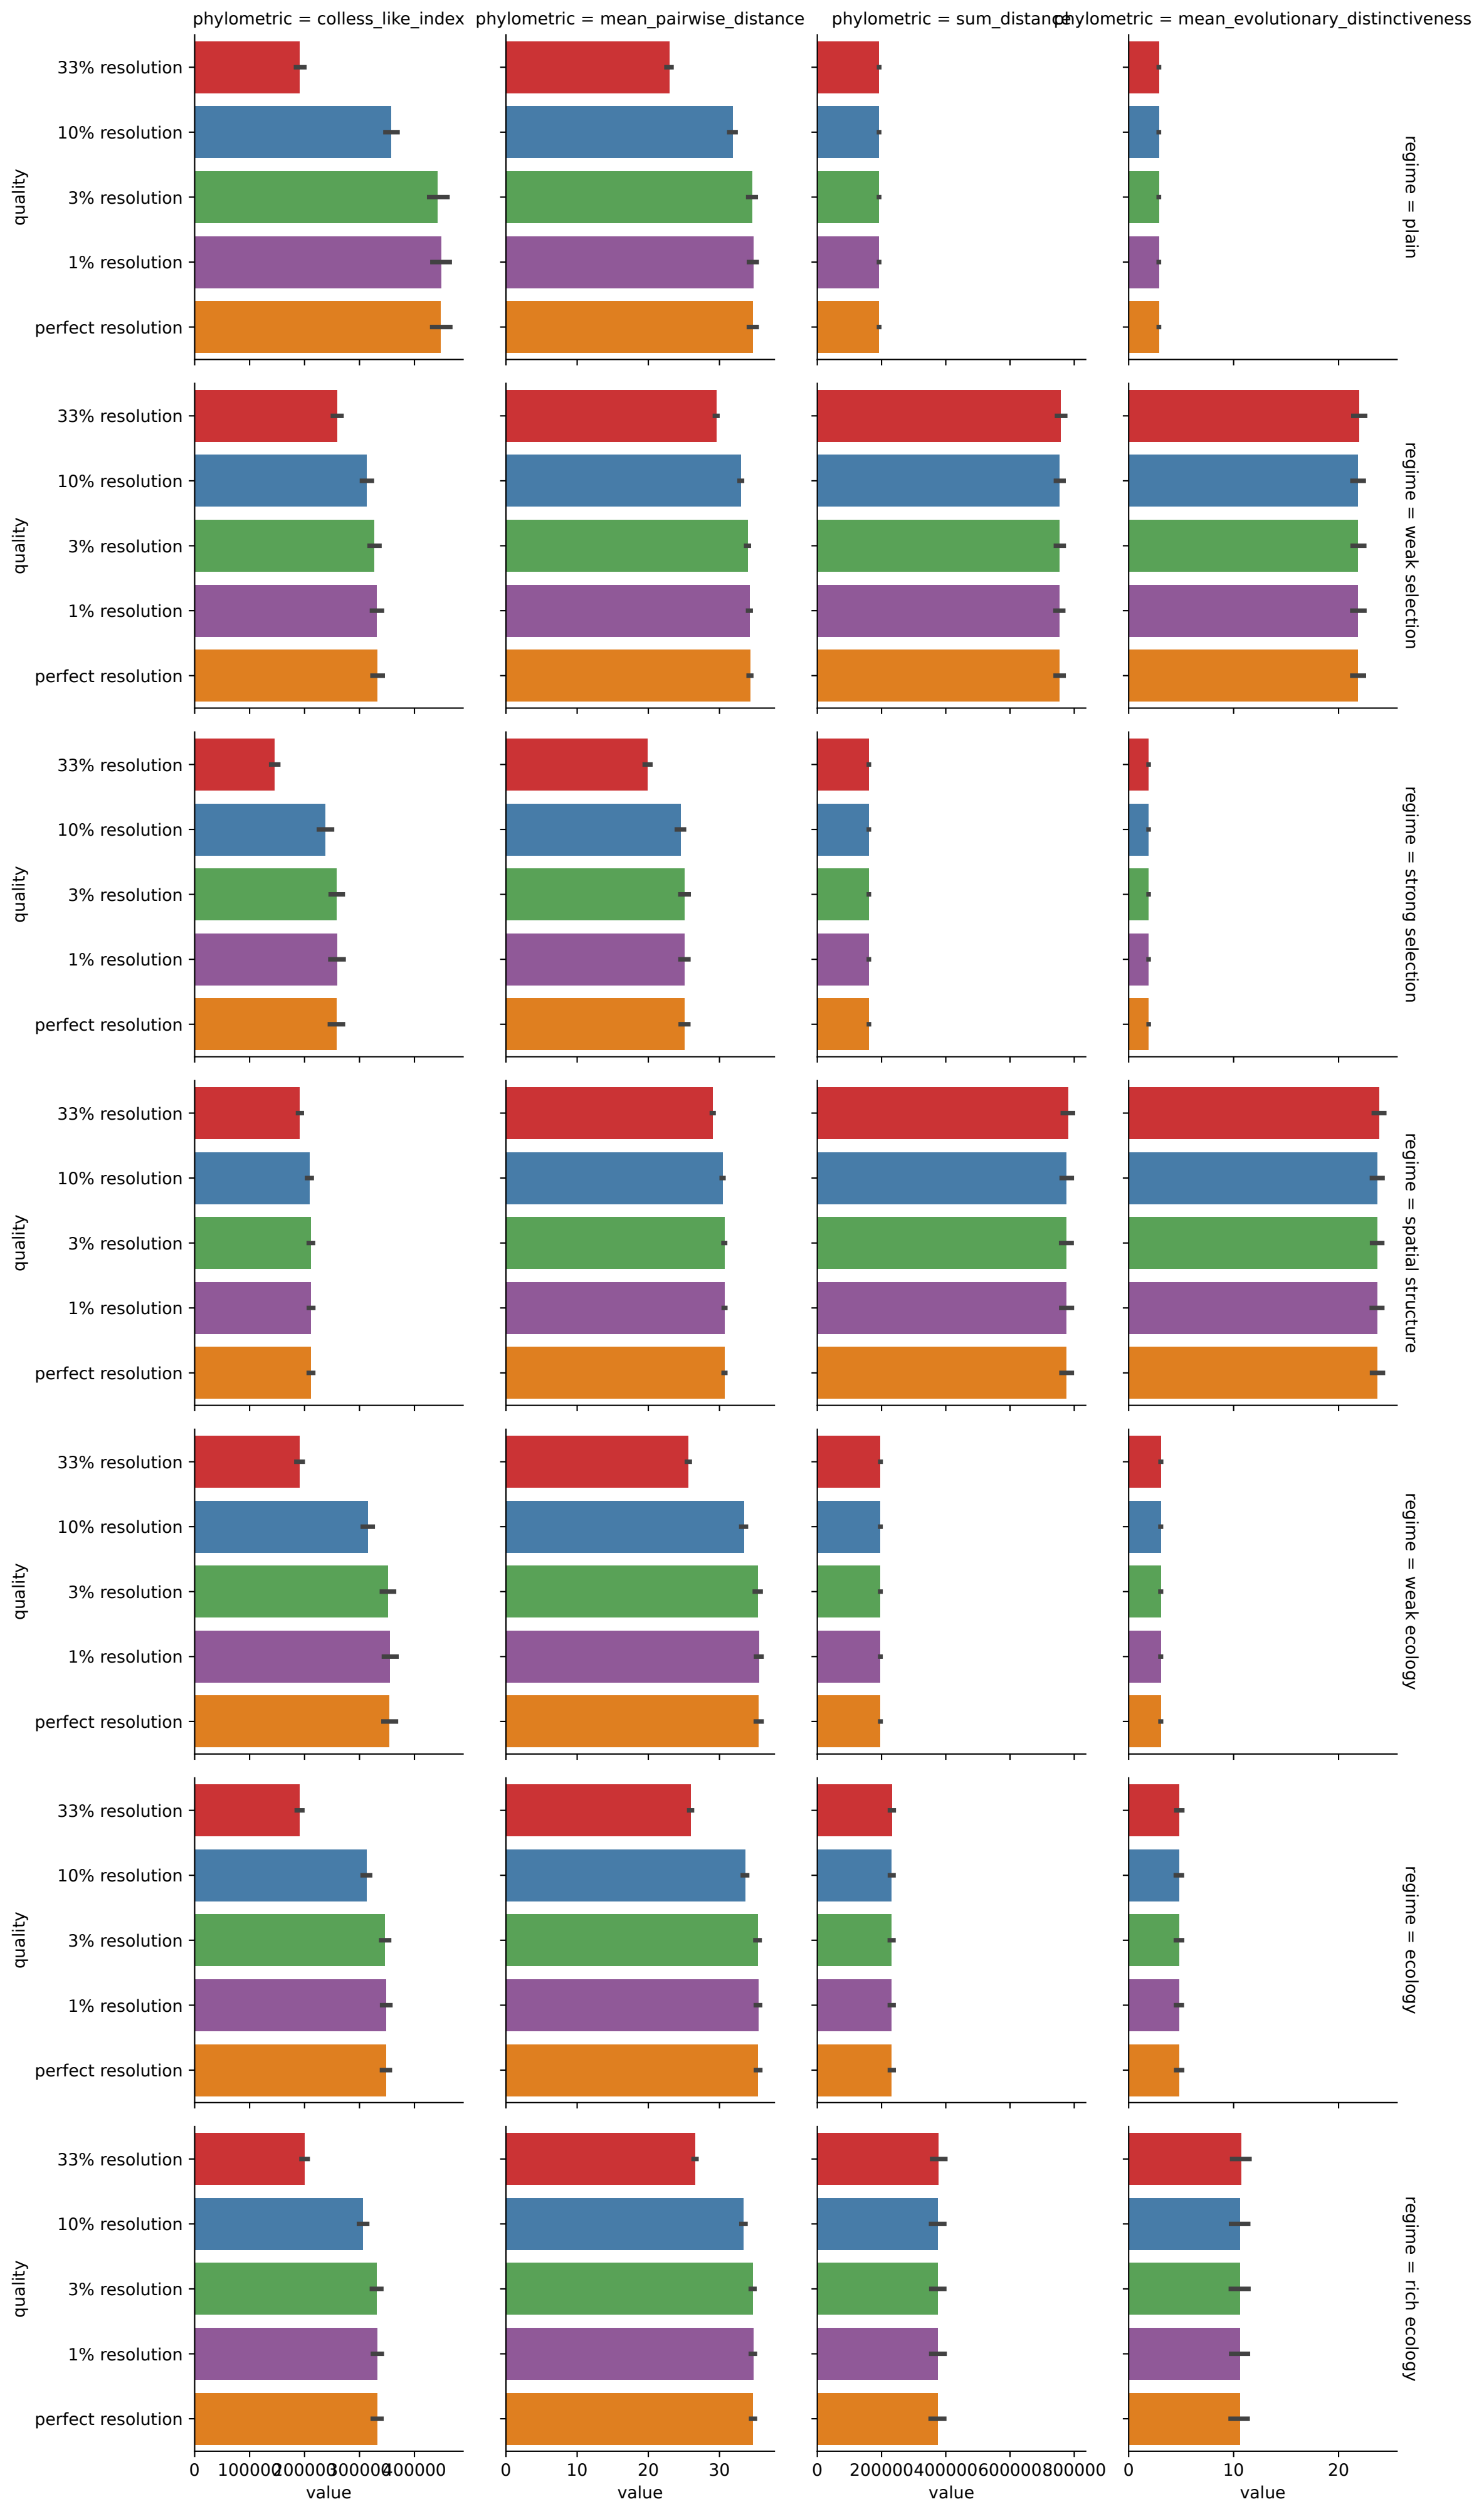 phylometric = colless_like_index
phylometric = mean_pairwise_distance
phylometric = sum_distance
phylometric = mean_evolutionary_distinctiveness
quality
33% resolution
10% resolution
3% resolution
1% resolution
perfect resolution
regime = plain
quality
33% resolution
10% resolution
3% resolution
1% resolution
perfect resolution
regime = weak selection
quality
33% resolution
10% resolution
3% resolution
1% resolution
perfect resolution
regime = strong selection
quality
33% resolution
10% resolution
3% resolution
1% resolution
perfect resolution
regime = spatial structure
quality
33% resolution
10% resolution
3% resolution
1% resolution
perfect resolution
regime = weak ecology
quality
33% resolution
10% resolution
3% resolution
1% resolution
perfect resolution
regime = ecology
quality
33% resolution
10% resolution
3% resolution
1% resolution
perfect resolution
regime = rich ecology
0 100000 200000 300000 400000
0 10 20 30
0 200000 400000 600000 800000
0 10 20
value
value
value
value